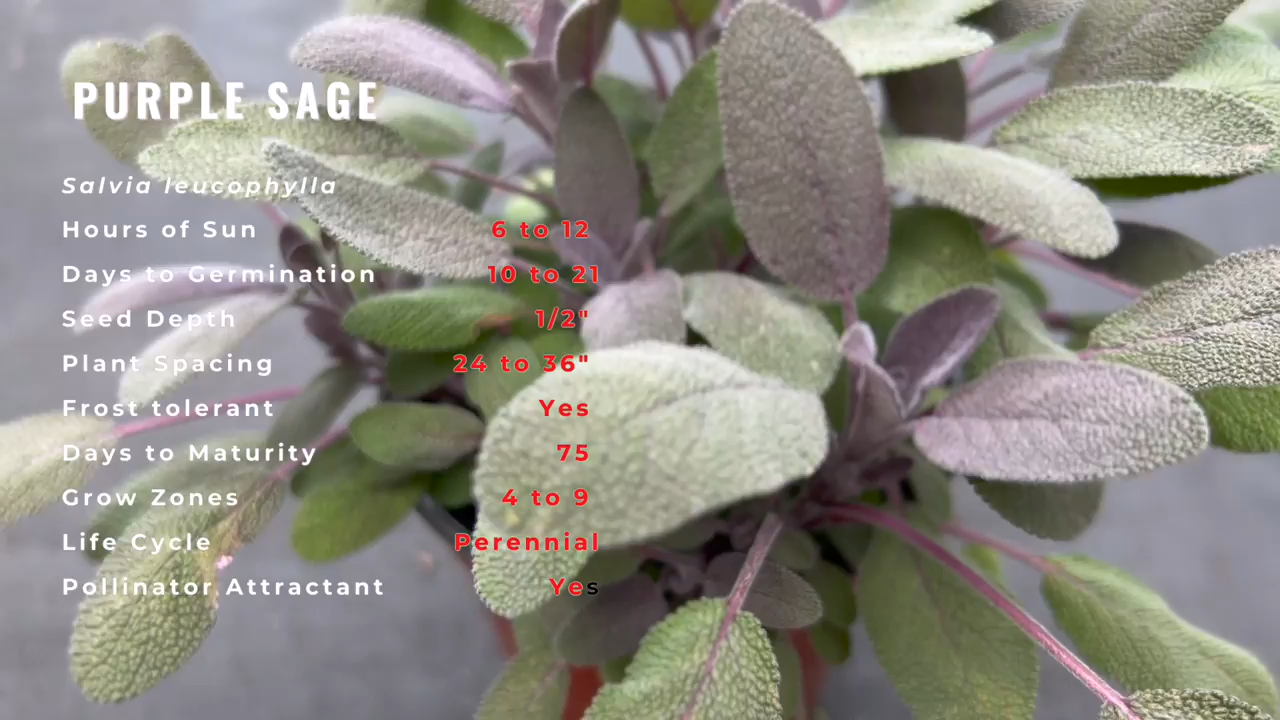 PURPLE SAGE
Salvia leucophylla
Hours of Sun 6 to 12
Days to Germination 10 to 21
Seed Depth 1/2"
Plant Spacing 24 to 36"
Frost tolerant Yes
Days to Maturity 75
Grow Zones 4 to 9
Life Cycle Perennial
Pollinator Attractant Yes